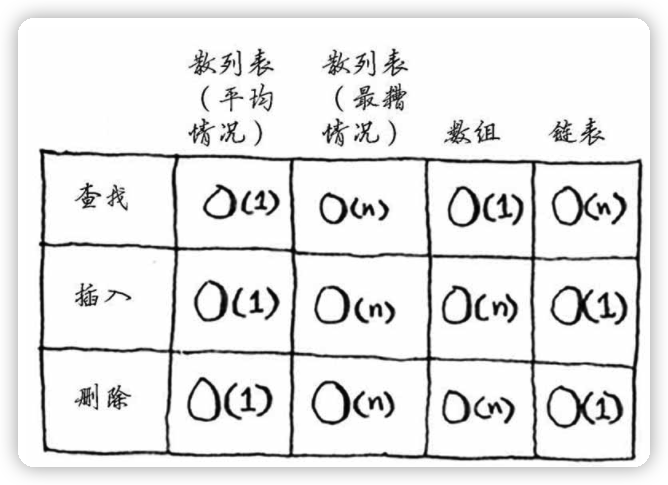 散列表 散列表
(平均 (最糟
情况) 情况) 数组 链表
查找 O(1) O(n) O(1) O(n)
插入 O(1) O(n) O(n) O(1)
删除 O(1) O(n) O(n) O(1)